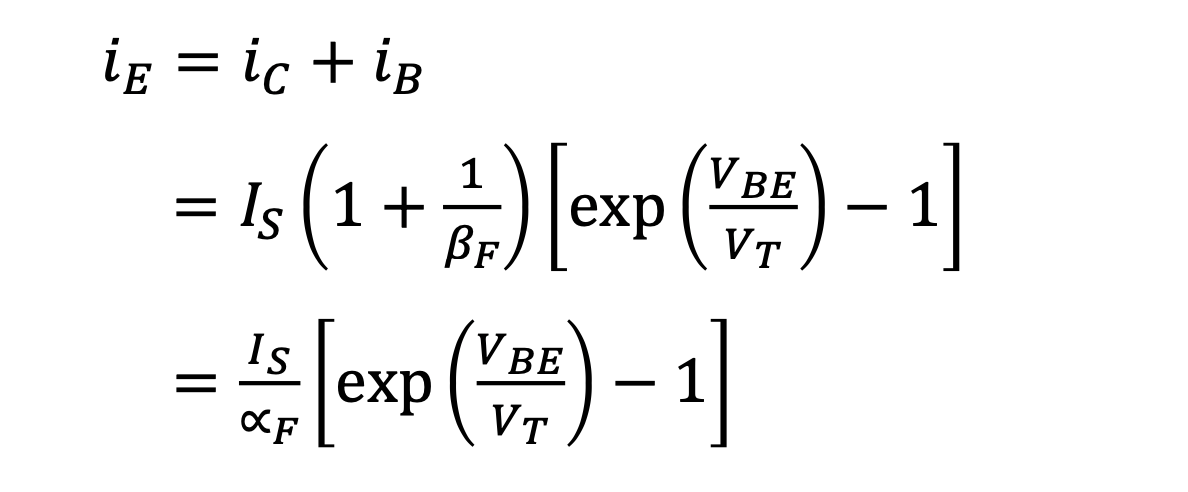 i_E = i_C + i_B
= I_S (1 + 1/β_F) [exp (V_BE/V_T) − 1]
= I_S/∝_F [exp (V_BE/V_T) − 1]